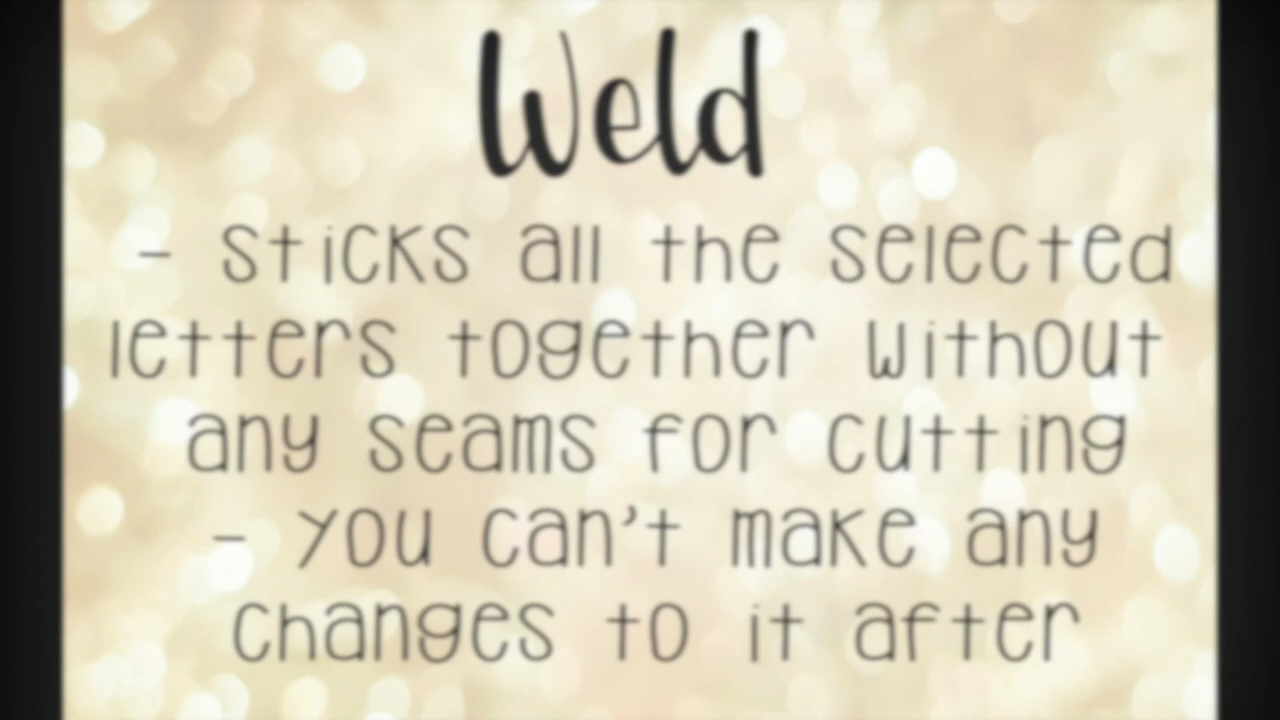 Weld
- sticks all the selected
letters together without
any seams for cutting
- you can't make any
changes to it after